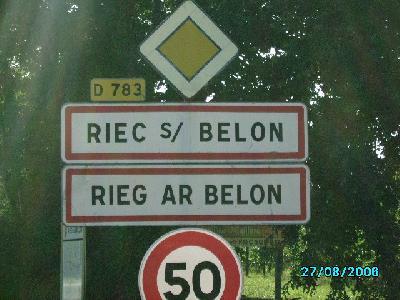 D 783
RIEC S/ BELON
RIEG AR BELON
50
27/08/2008